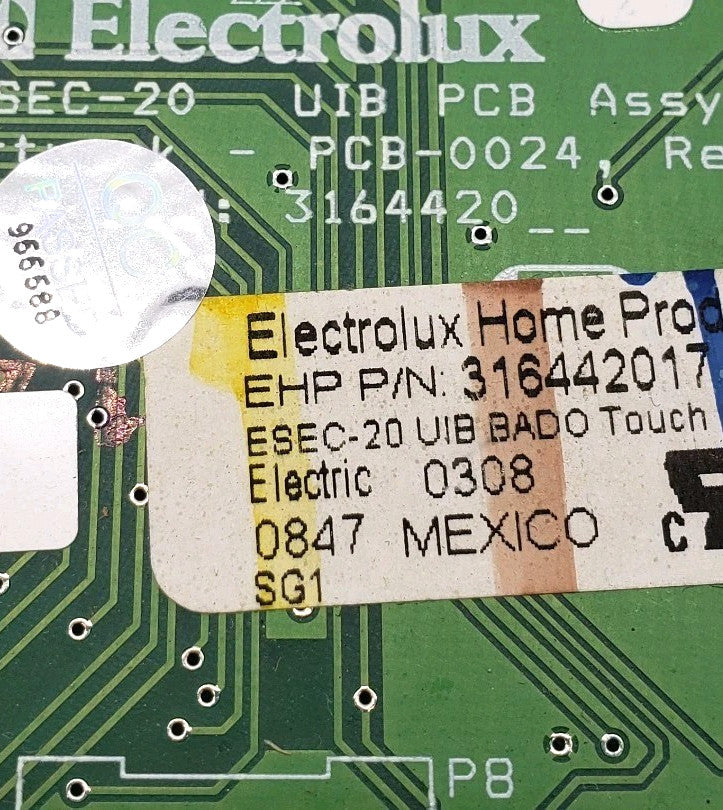 Electrolux
SEC-20 UIB PCB Assy
- PCB-0024, Re
: 3164420
966588
Electrolux Home Prod
EHP P/N: 316442017
ESEC-20 UIB BADO Touch
Electric 0308
0847 MEXICO
C
SG1
P8